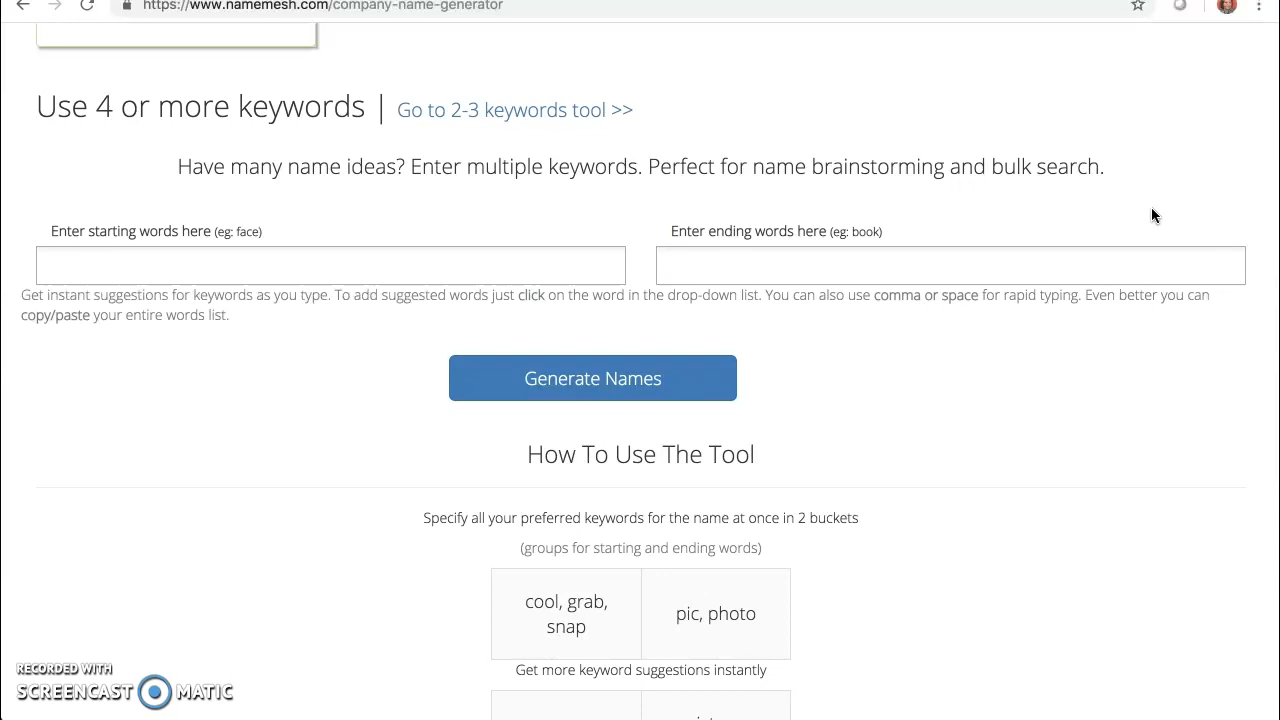 https://www.namemesh.com/company-name-generator
Use 4 or more keywords | Go to 2-3 keywords tool >>
Have many name ideas? Enter multiple keywords. Perfect for name brainstorming and bulk search.
Enter starting words here (eg: face)
Enter ending words here (eg: book)
Get instant suggestions for keywords as you type. To add suggested words just click on the word in the drop-down list. You can also use comma or space for rapid typing. Even better you can
copy/paste your entire words list.
Generate Names
How To Use The Tool
Specify all your preferred keywords for the name at once in 2 buckets
(groups for starting and ending words)
cool, grab,
snap
pic, photo
Get more keyword suggestions instantly
RECORDED WITH
SCREENCAST MATIC